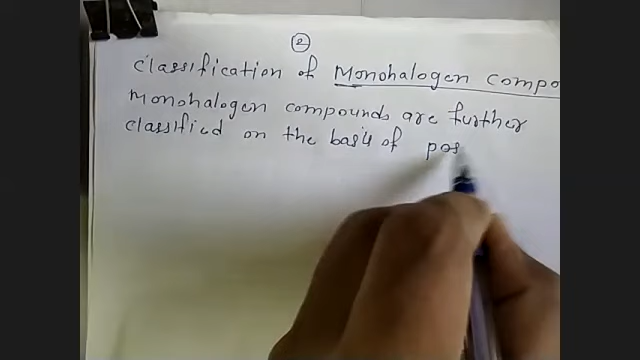 2
Classification of Monohalogen Compo
Monohalogen compounds are further
classified on the basis of pos